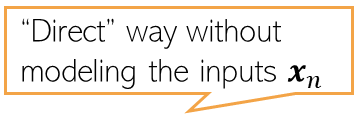 “Direct” way without
modeling the inputs 𝒙ₙ